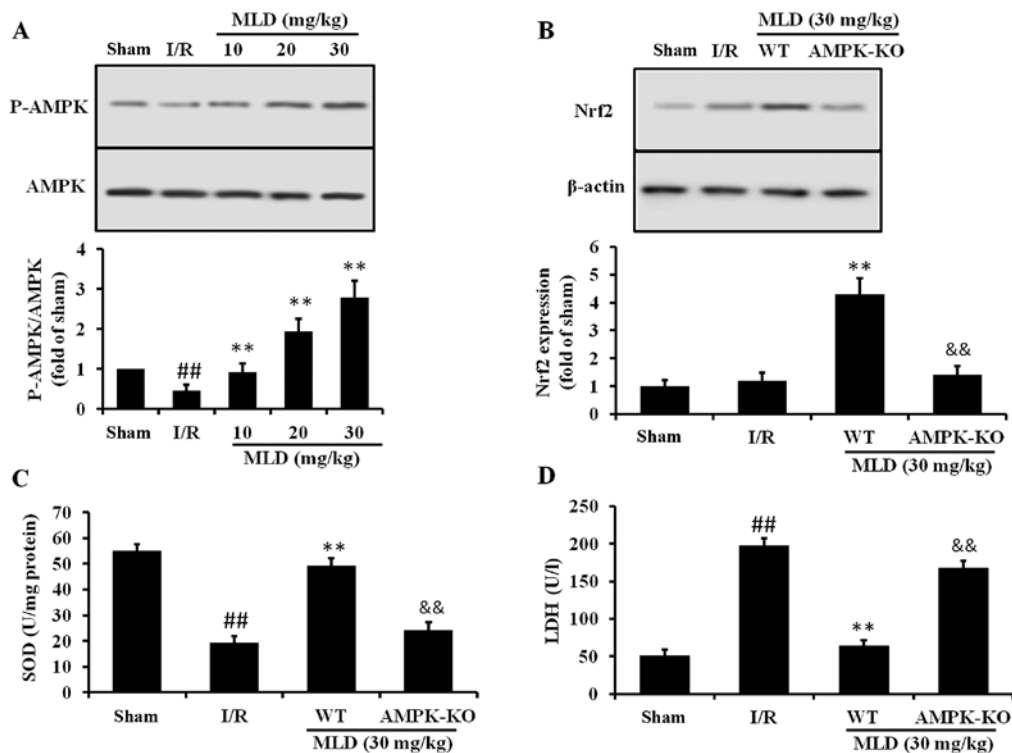 A
MLD (mg/kg)
Sham I/R 10 20 30
P-AMPK
AMPK
P-AMPK/AMPK
(fold of sham)
4
3
2
1
0
##
**
**
**
Sham I/R 10 20 30
MLD (mg/kg)
B
MLD (30 mg/kg)
Sham I/R WT AMPK-KO
Nrf2
β-actin
Nrf2 expression
(fold of sham)
6
5
4
3
2
1
0
**
&&
Sham I/R WT AMPK-KO
MLD (30 mg/kg)
C
SOD (U/mg protein)
70
60
50
40
30
20
10
0
##
**
&&
Sham I/R WT AMPK-KO
MLD (30 mg/kg)
D
LDH (U/l)
250
200
150
100
50
0
##
**
&&
Sham I/R WT AMPK-KO
MLD (30 mg/kg)